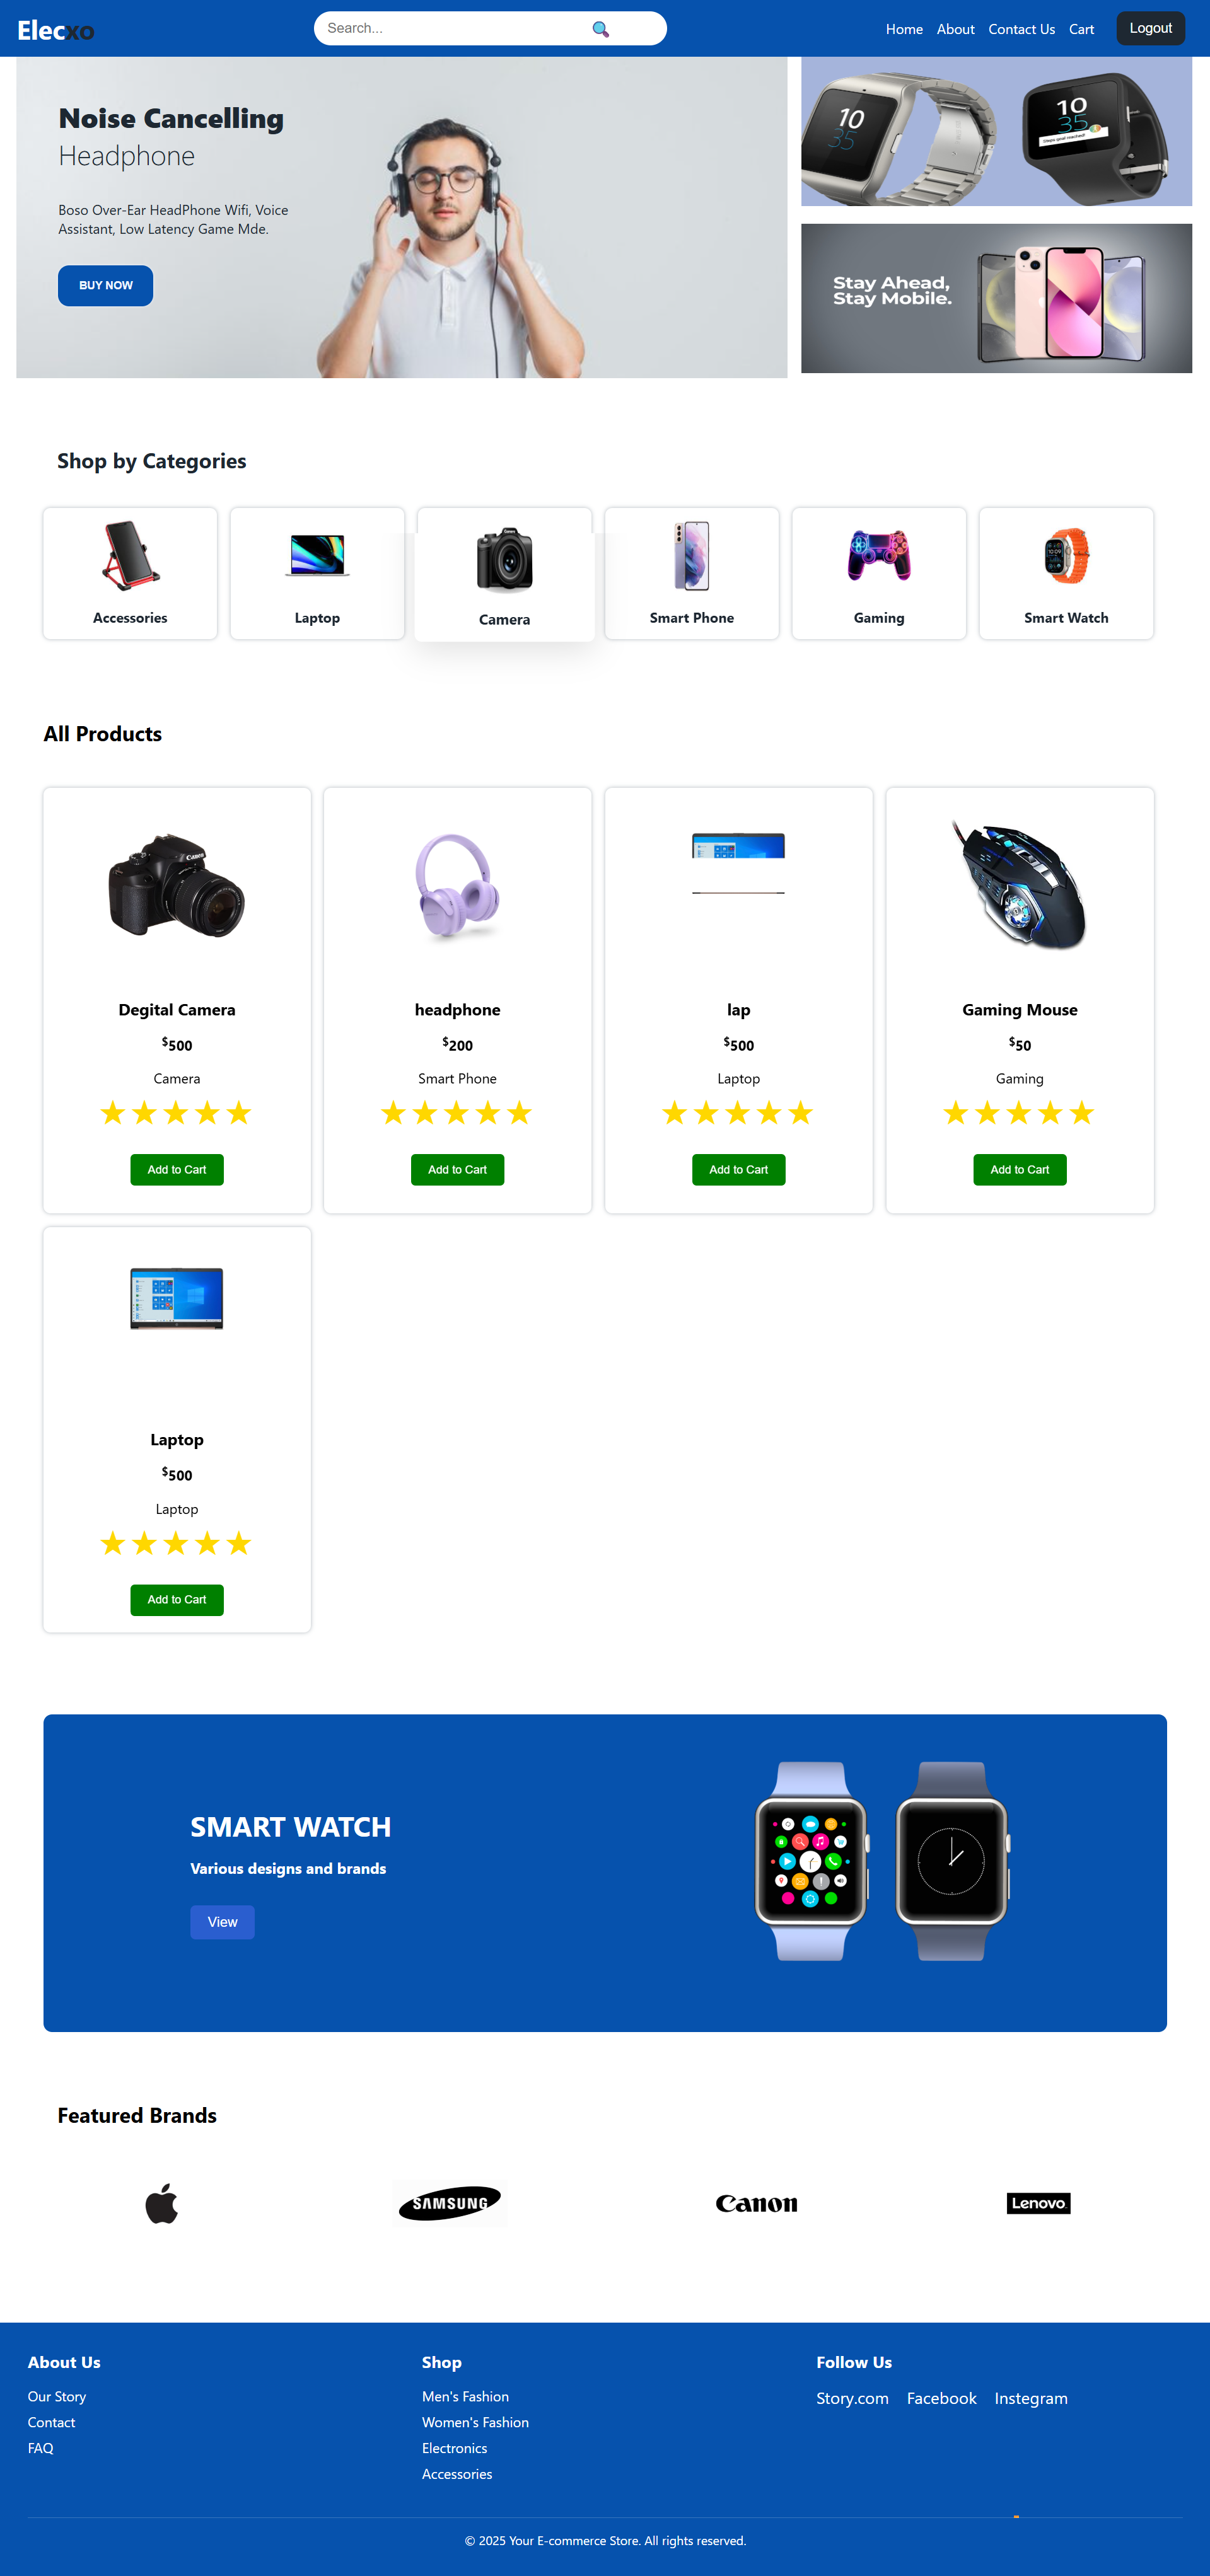 Elecxo
Search...
Home About Contact Us Cart Logout
Noise Cancelling
Headphone
Boso Over-Ear HeadPhone Wifi, Voice
Assistant, Low Latency Game Mde.
BUY NOW
10
35
10
35
Steps goal reached!
Stay Ahead,
Stay Mobile.
Shop by Categories
Accessories
Laptop
Camera
Smart Phone
Gaming
Smart Watch
All Products
Canon
Degital Camera
$500
Camera
★★★★★
Add to Cart
headphone
$200
Smart Phone
★★★★★
Add to Cart
lap
$500
Laptop
★★★★★
Add to Cart
Gaming Mouse
$50
Gaming
★★★★★
Add to Cart
Laptop
$500
Laptop
★★★★★
Add to Cart
SMART WATCH
Various designs and brands
View
Featured Brands
SAMSUNG
Canon
Lenovo
About Us
Our Story
Contact
FAQ
Shop
Men's Fashion
Women's Fashion
Electronics
Accessories
Follow Us
Story.com Facebook Instegram
© 2025 Your E-commerce Store. All rights reserved.